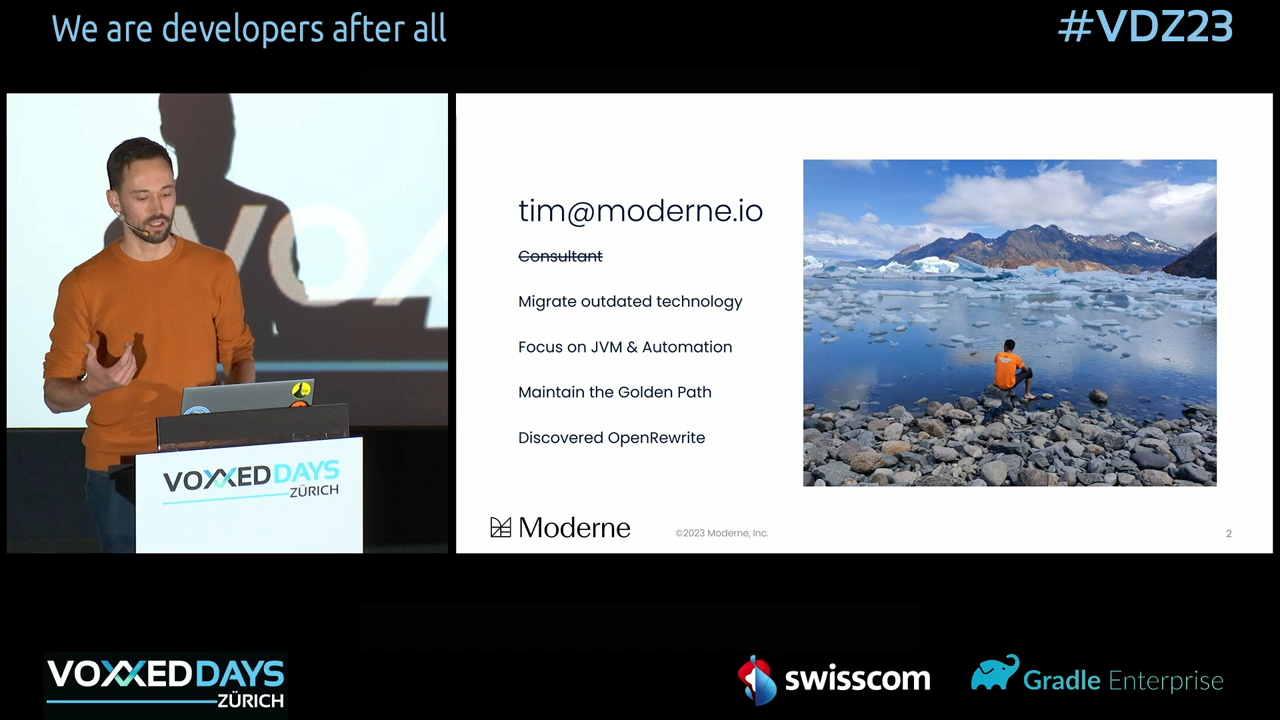 We are developers after all
#VDZ23
VOXXED DAYS
ZÜRICH
tim@moderne.io
Consultant
Migrate outdated technology
Focus on JVM & Automation
Maintain the Golden Path
Discovered OpenRewrite
Moderne
©2023 Moderne, Inc.
2
VOXXED DAYS
ZÜRICH
swisscom
Gradle Enterprise